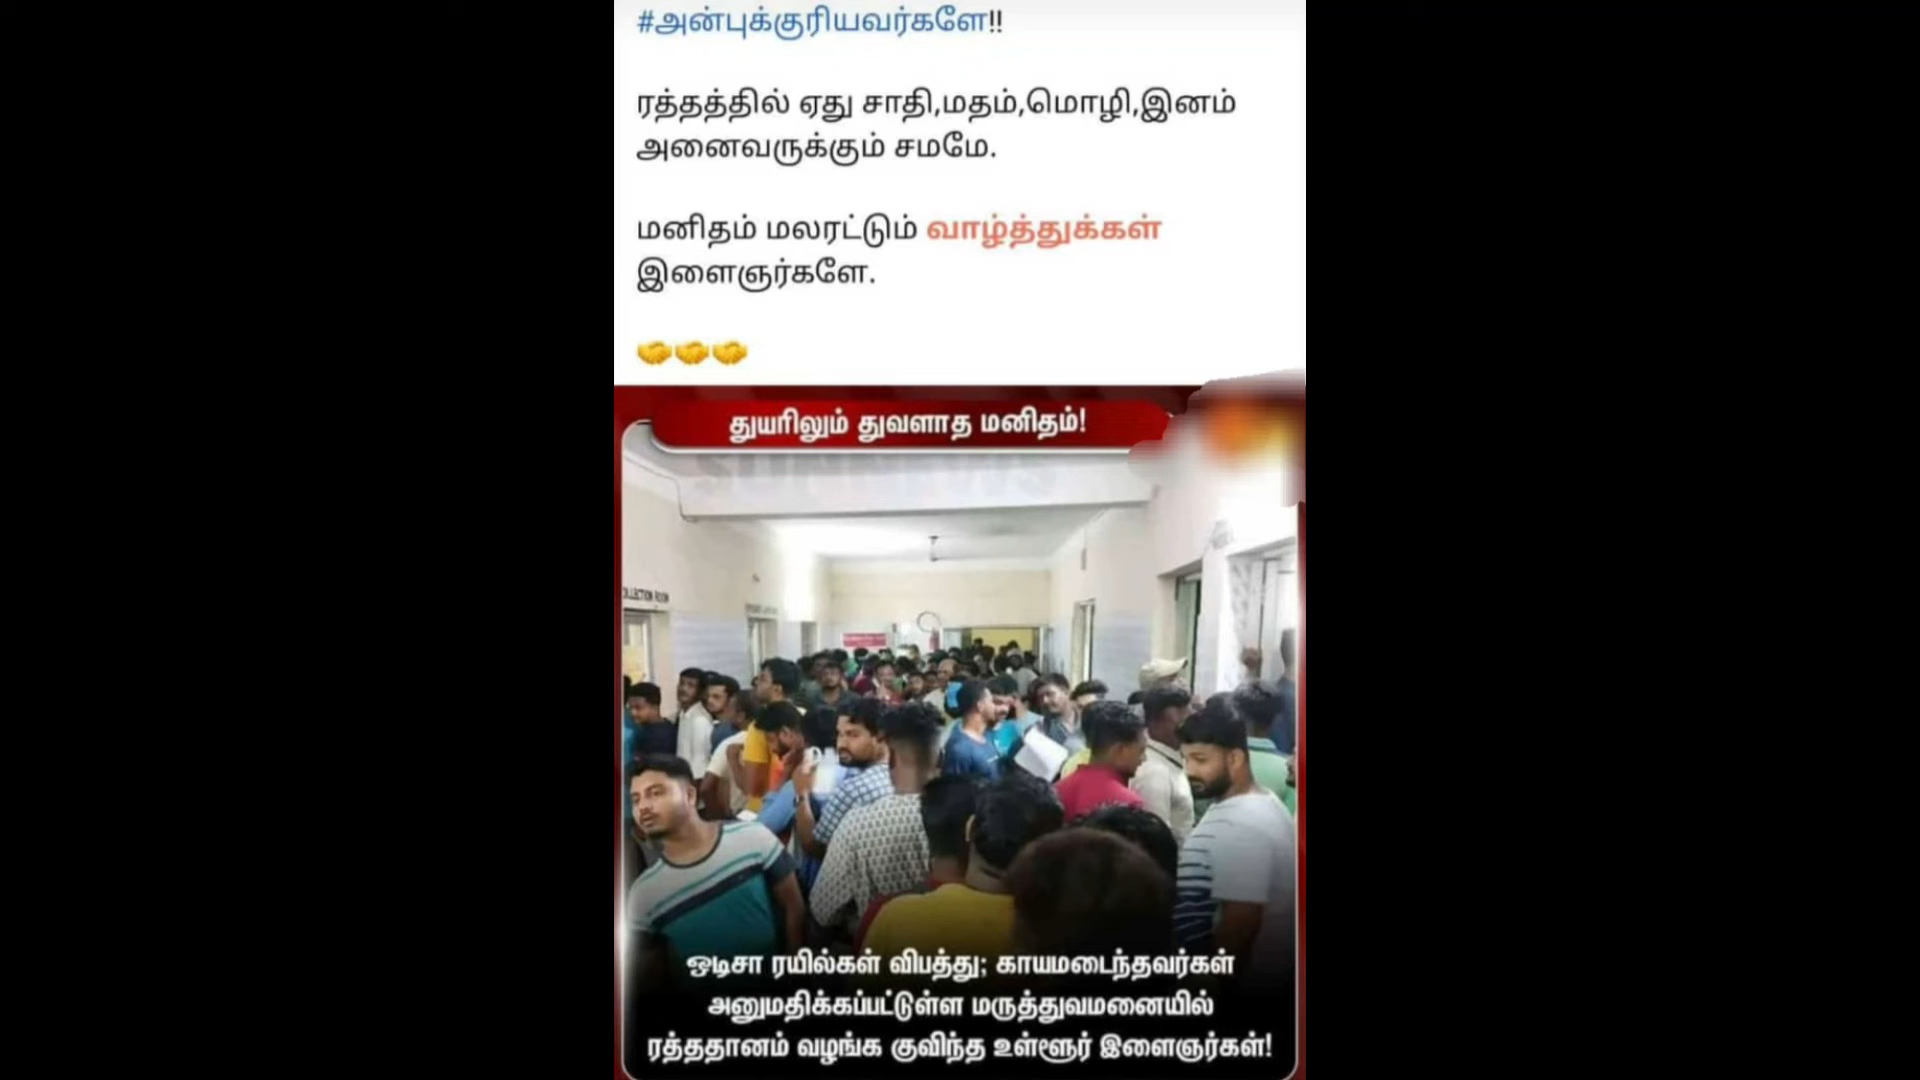 #அன்புக்குரியவர்களே!!
ரத்தத்தில் ஏது சாதி,மதம்,மொழி,இனம்
அனைவருக்கும் சமமே.
மனிதம் மலரட்டும் வாழ்த்துக்கள்
இளைஞர்களே.
🤝🤝🤝
துயரிலும் துவளாத மனிதம்!
ROOM
ஒடிசா ரயில்கள் விபத்து; காயமடைந்தவர்கள்
அனுமதிக்கப்பட்டுள்ள மருத்துவமனையில்
ரத்ததானம் வழங்க குவிந்த உள்ளூர் இளைஞர்கள்!